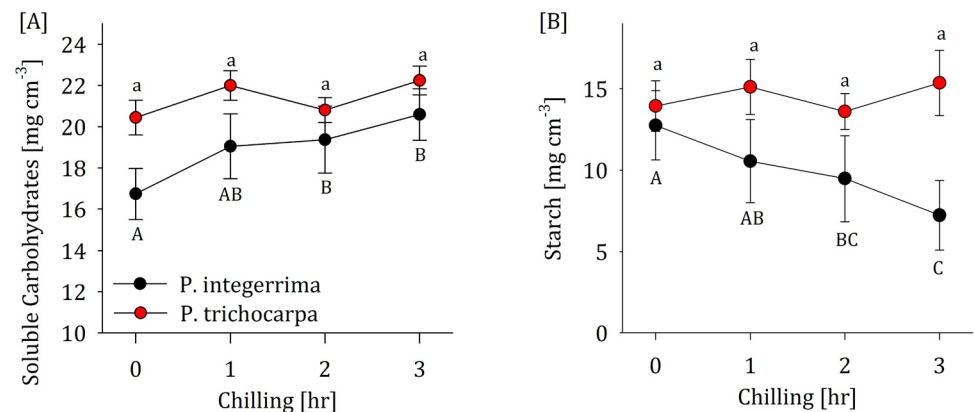 [A]
Soluble Carbohydrates [mg cm-3]
24
22
20
18
16
14
12
10
a
a
a
a
A
AB
B
B
P. integerrima
P. trichocarpa
0 1 2 3
Chilling [hr]
[B]
Starch [mg cm-3]
15
10
5
0
a
a
a
a
A
AB
BC
C
0 1 2 3
Chilling [hr]